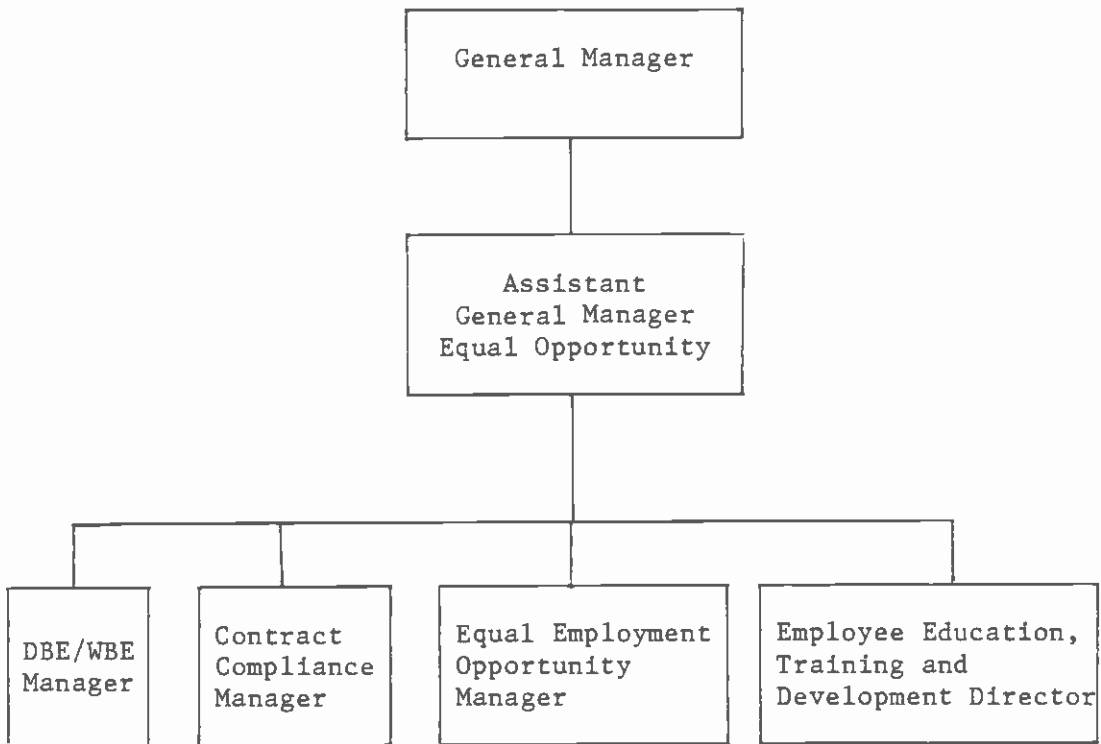 General Manager
Assistant
General Manager
Equal Opportunity
DBE/WBE
Manager
Contract
Compliance
Manager
Equal Employment
Opportunity
Manager
Employee Education,
Training and
Development Director